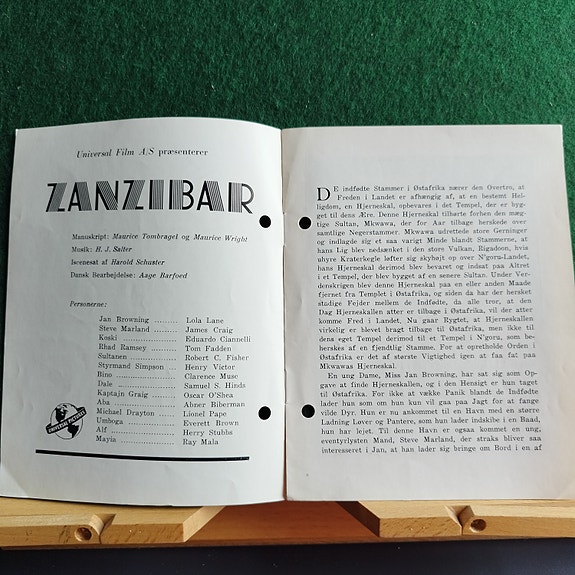 Universal Film A/S præsenterer
ZANZIBAR
Manuskript: Maurice Tombragel og Maurice Wright
Musik: H. J. Salter
Iscenesat af Harold Schuster
Dansk Bearbejdelse: Aage Barfoed
Personerne:
Jan Browning ......... Lola Lane
Steve Marland ........ James Craig
Koski ................ Eduardo Ciannelli
Rhad Ramsey .......... Tom Fadden
Sultanen ............. Robert C. Fisher
Styrmand Simpson ... Henry Victor
Bino ................. Clarence Muse
Dale ................. Samuel S. Hinds
Kaptajn Graig ........ Oscar O'Shea
Aba .................. Abner Biberman
Michael Drayton ...... Lionel Pape
Umboga ............... Everett Brown
Alf .................. Herry Stubbs
Mayia ................ Ray Mala
UNIVERSAL PICTURES
DE indfødte Stammer i Østafrika nærer den Overtro, at
Freden i Landet er afhængig af, at en bestemt Hel-
ligdom, en Hjerneskal, opbevares i det Tempel, der er byg-
get til dens Ære. Denne Hjerneskal tilhørte fordum den mæg-
tige Sultan, Mkwawa, der for Aar tilbage herskede over
samtlige Negerstammer. Mkwawa udrettede store Gerninger
og indlagde sig et saa varigt Minde blandt Stammerne, at
hans Lig blev nedsænket i den store Vulkan, Rigadoon, hvis
uhyre Kraterkegle løfter sig skyhøjt op over N'goru-Landet,
hans Hjerneskal derimod blev bevaret og indsat paa Altret
i et Tempel, der blev bygget af en senere Sultan. Under Ver-
denskrigen blev denne Hjerneskal paa en eller anden Maade
fjernet fra Templet i Østafrika, og siden da har der hersket
stadige Fejder mellem de Indfødte, da alle tror, at den
Dag Hjerneskallen atter er tilbage i Østafrika, vil der atter
komme Fred i Landet. Nu gaar Rygtet, at Hjerneskallen
virkelig er blevet bragt tilbage til Østafrika, men ikke til
dens eget Tempel derimod til et Tempel i N'goru, som be-
herskes af en fjendtlig Stamme. For at opretholde Orden i
Østafrika er det af største Vigtighed igen at faa fat paa
Mkwawas Hjerneskal.
En ung Dame, Miss Jan Browning, har sat sig som Op-
gave at finde Hjerneskallen, og i den Hensigt er hun taget
til Østafrika. For ikke at vække Panik blandt de Indfødte
lader hun som om hun kun vil gaa paa Jagt for at fange
vilde Dyr. Hun er nu ankommet til en Havn med en større
Ladning Løver og Pantere, som hun lader indskibe i en Baad,
hun har lejet. Til denne Havn er ogsaa kommet en ung,
eventyrlysten Mand, Steve Marland, der straks bliver saa
interesseret i Jan, at han lader sig bringe om Bord i en af